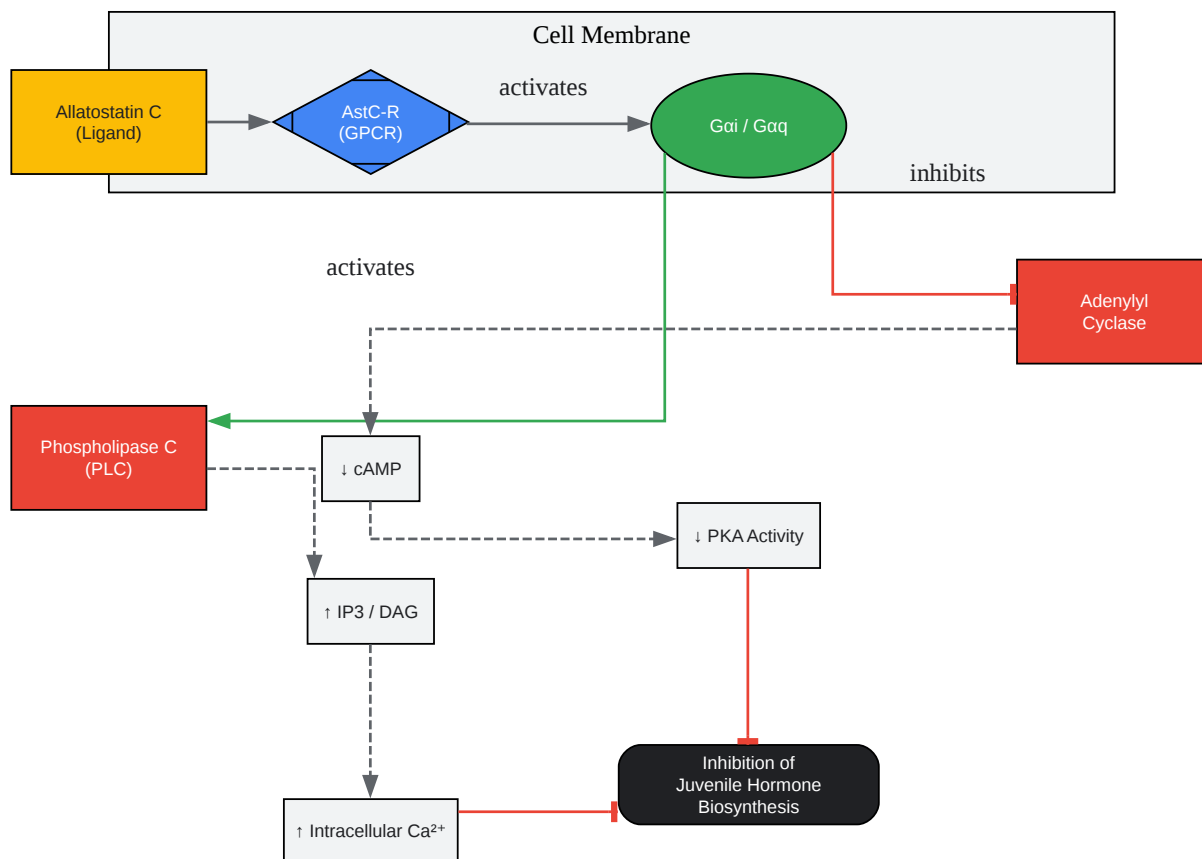 Cell Membrane
activates
Allatostatin C
(Ligand)
AstC-R
(GPCR)
Gαi / Gαq
inhibits
activates
Adenylyl
Cyclase
Phospholipase C
(PLC)
↓ cAMP
↓ PKA Activity
↑ IP3 / DAG
Inhibition of
Juvenile Hormone
Biosynthesis
↑ Intracellular Ca²⁺